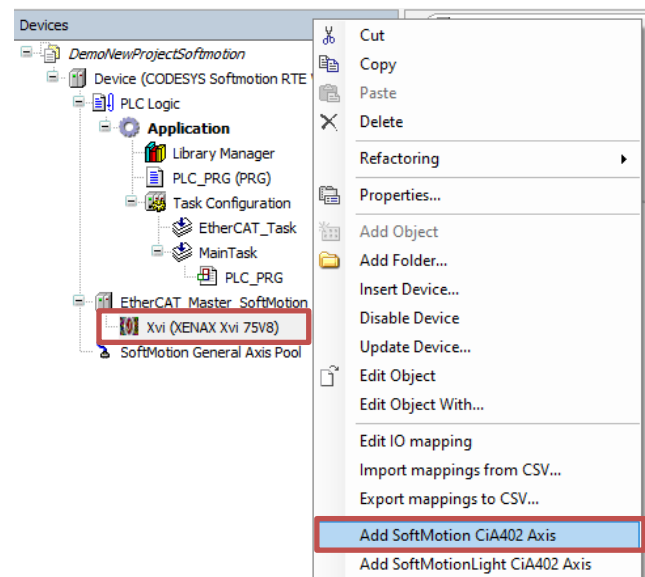 Devices
DemoNewProjectSoftmotion
Device (CODESYS Softmotion RTE
PLC Logic
Application
Library Manager
PLC_PRG (PRG)
Task Configuration
EtherCAT_Task
MainTask
PLC_PRG
EtherCAT_Master_SoftMotion
Xvi (XENAX Xvi 75V8)
SoftMotion General Axis Pool
Cut
Copy
Paste
Delete
Refactoring
Properties...
Add Object
Add Folder...
Insert Device...
Disable Device
Update Device...
Edit Object
Edit Object With...
Edit IO mapping
Import mappings from CSV...
Export mappings to CSV...
Add SoftMotion CiA402 Axis
Add SoftMotionLight CiA402 Axis